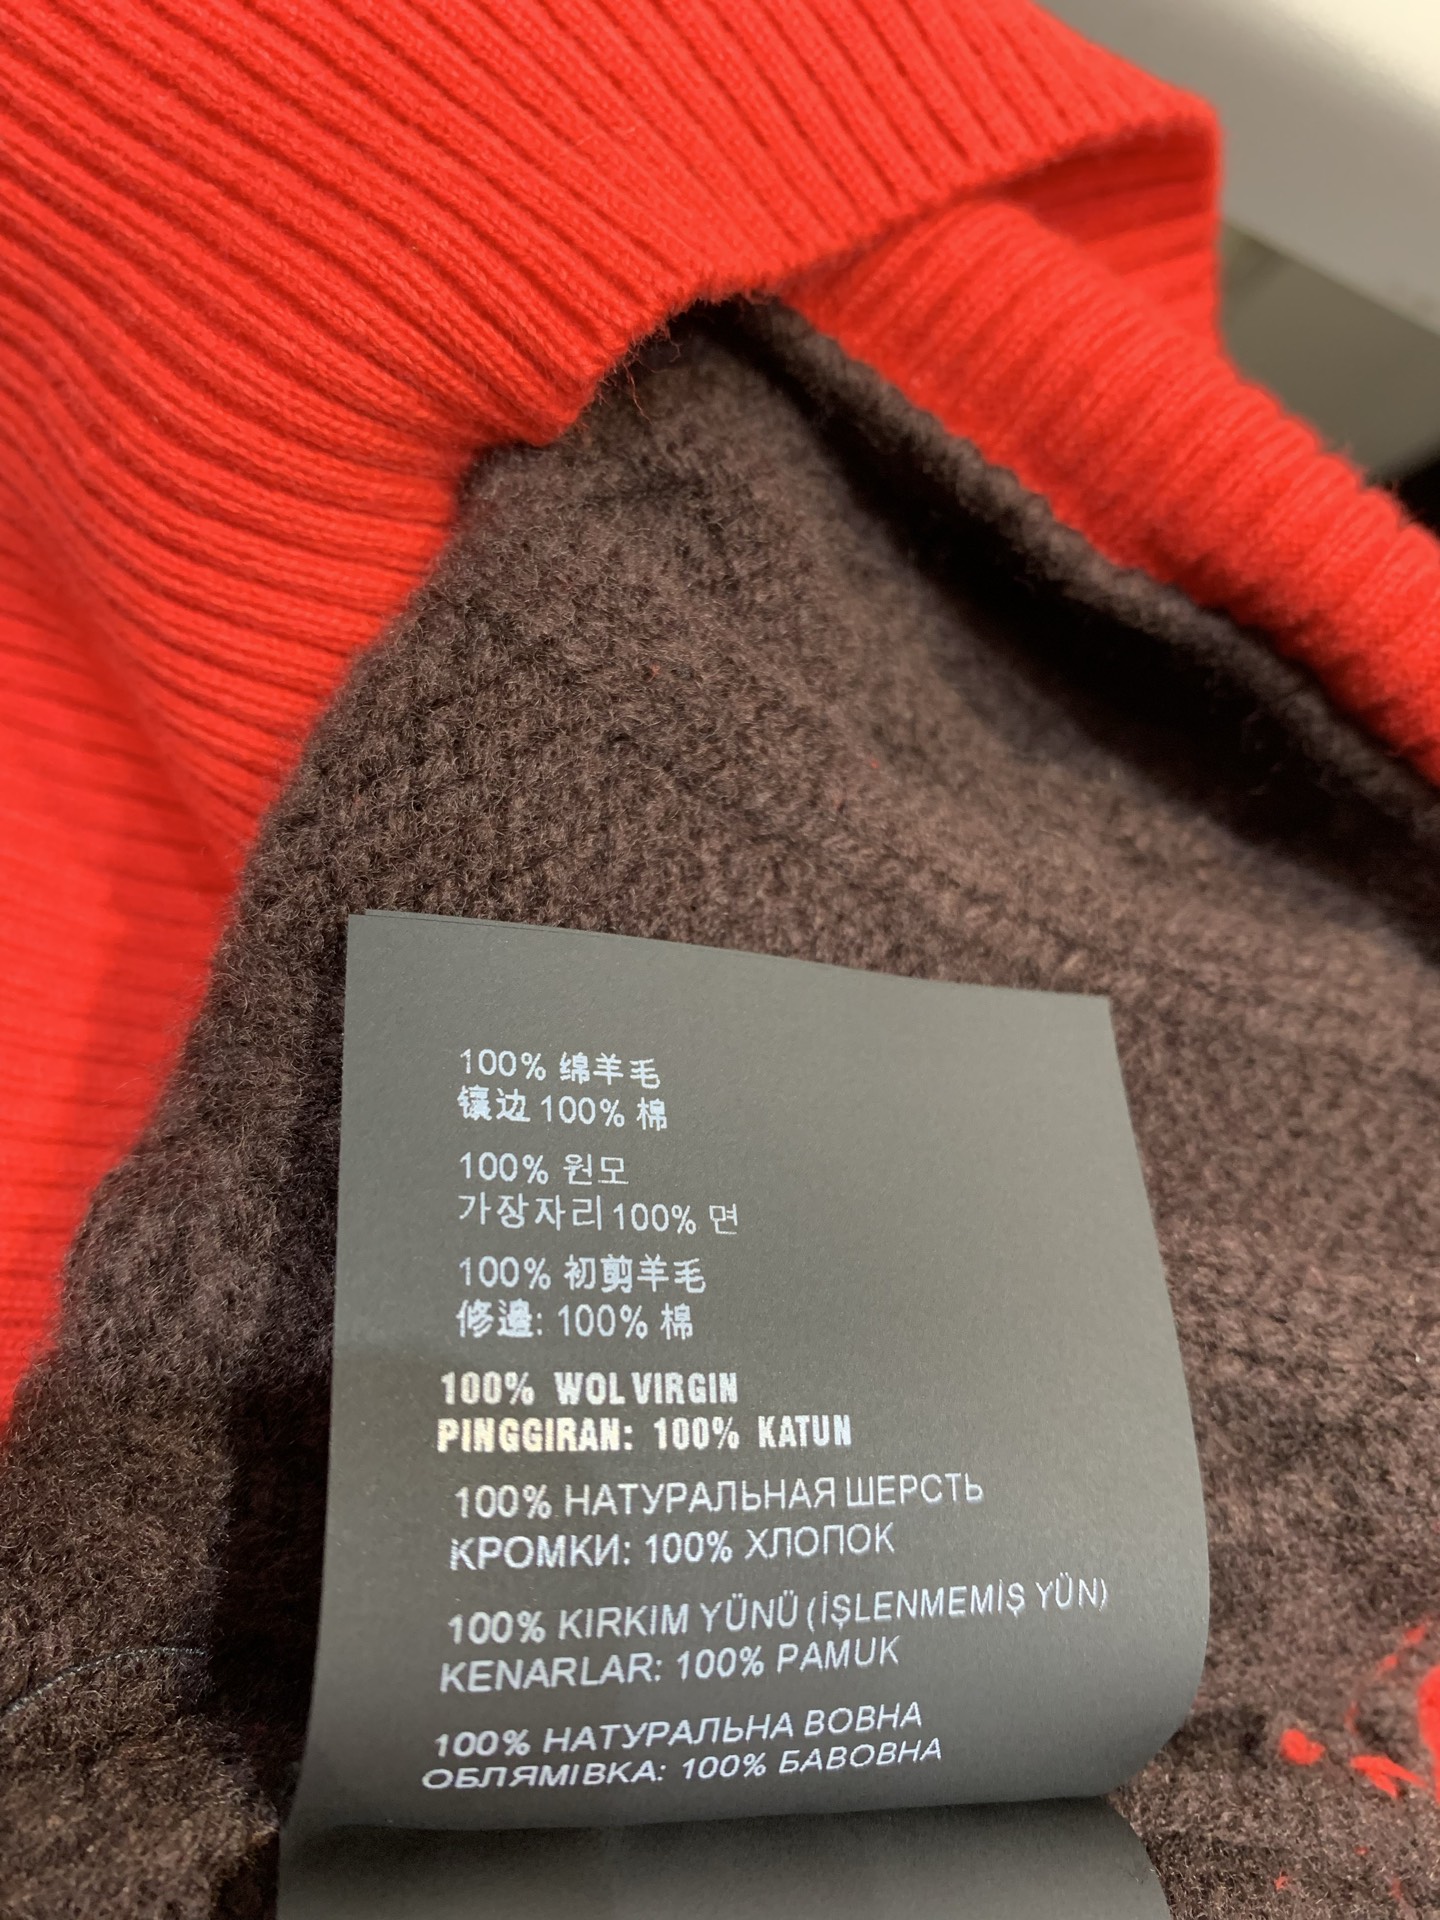 100% 绵羊毛
镶边 100% 棉
100% 원모
가장자리 100% 면
100% 初剪羊毛
修邊: 100% 棉
100% WOL VIRGIN
PINGGIRAN: 100% KATUN
100% НАТУРАЛЬНАЯ ШЕРСТЬ
КРОМКИ: 100% ХЛОПОК
100% KIRKIM YÜNÜ (İŞLENMEMİŞ YÜN)
KENARLAR: 100% PAMUK
100% НАТУРАЛЬНА ВОВНА
ОБЛЯМІВКА: 100% БАВОВНА